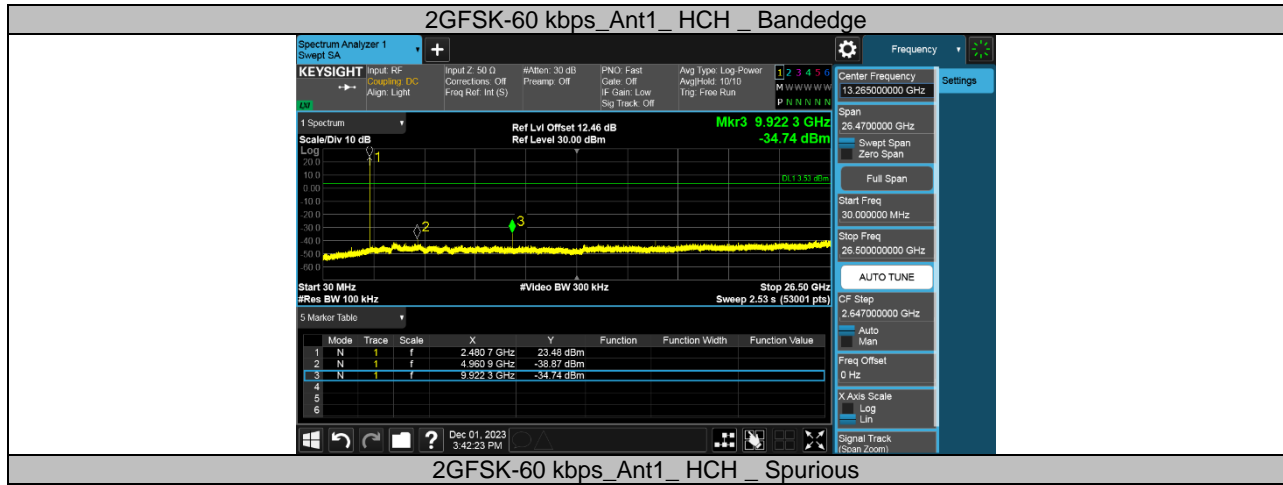 2GFSK-60 kbps_Ant1_ HCH _ Bandedge
Spectrum Analyzer 1
Swept SA
+
Frequency
KEYSIGHT
Input: RF
Coupling: DC
Align: Light
Input Z: 50 Ω
Corrections: Off
Freq Ref: Int (S)
#Atten: 30 dB
Preamp: Off
PNO: Fast
Gate: Off
IF Gain: Low
Sig Track: Off
Avg Type: Log-Power
Avg|Hold: 10/10
Trig: Free Run
1 2 3 4 5 6
M W W W W W
P N N N N N
LXI
1 Spectrum
Scale/Div 10 dB
Ref Lvl Offset 12.46 dB
Ref Level 30.00 dBm
Mkr3 9.922 3 GHz
-34.74 dBm
Log
20.0
10.0
0.00
-10.0
-20.0
-30.0
-40.0
-50.0
-60.0
1
2
3
DL1 3.53 dBm
Start 30 MHz
#Res BW 100 kHz
#Video BW 300 kHz
Stop 26.50 GHz
Sweep 2.53 s (53001 pts)
5 Marker Table
Mode Trace Scale X Y Function Function Width Function Value
1 N 1 f 2.480 7 GHz 23.48 dBm
2 N 1 f 4.960 9 GHz -38.87 dBm
3 N 1 f 9.922 3 GHz -34.74 dBm
4
5
6
Dec 01, 2023
3:42:23 PM
?
Center Frequency
13.265000000 GHz
Settings
Span
26.4700000 GHz
Swept Span
Zero Span
Full Span
Start Freq
30.000000 MHz
Stop Freq
26.500000000 GHz
AUTO TUNE
CF Step
2.647000000 GHz
Auto
Man
Freq Offset
0 Hz
X Axis Scale
Log
Lin
Signal Track
(Span Zoom)
2GFSK-60 kbps_Ant1_ HCH _ Spurious